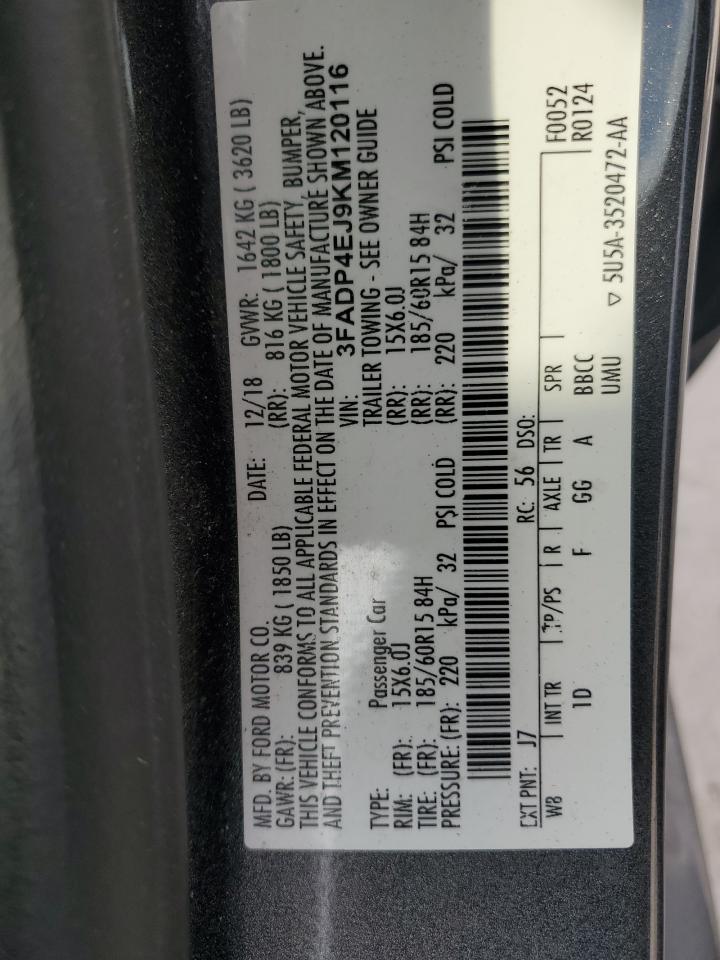 MFD. BY FORD MOTOR CO. DATE: 12/18 GVWR: 1642 KG ( 3620 LB)
GAWR: (FR): 839 KG ( 1850 LB) (RR): 816 KG ( 1800 LB)
THIS VEHICLE CONFORMS TO ALL APPLICABLE FEDERAL MOTOR VEHICLE SAFETY, BUMPER,
AND THEFT PREVENTION STANDARDS IN EFFECT ON THE DATE OF MANUFACTURE SHOWN ABOVE.
VIN: 3FADP4EJ9KM120116
TYPE: Passenger Car TRAILER TOWING - SEE OWNER GUIDE
RIM: (FR): 15X6.0J (RR): 15X6.0J
TIRE: (FR): 185/60R15 84H (RR): 185/60R15 84H
PRESSURE: (FR): 220 kPa/ 32 PSI COLD (RR): 220 kPa/ 32 PSI COLD
EXT PNT: J7 RC: 56 DSO: F0052
W8 INT TR TP/PS R AXLE TR SPR R0124
1D F GG A BBCC
UMU ▽ 5U5A-3520472-AA